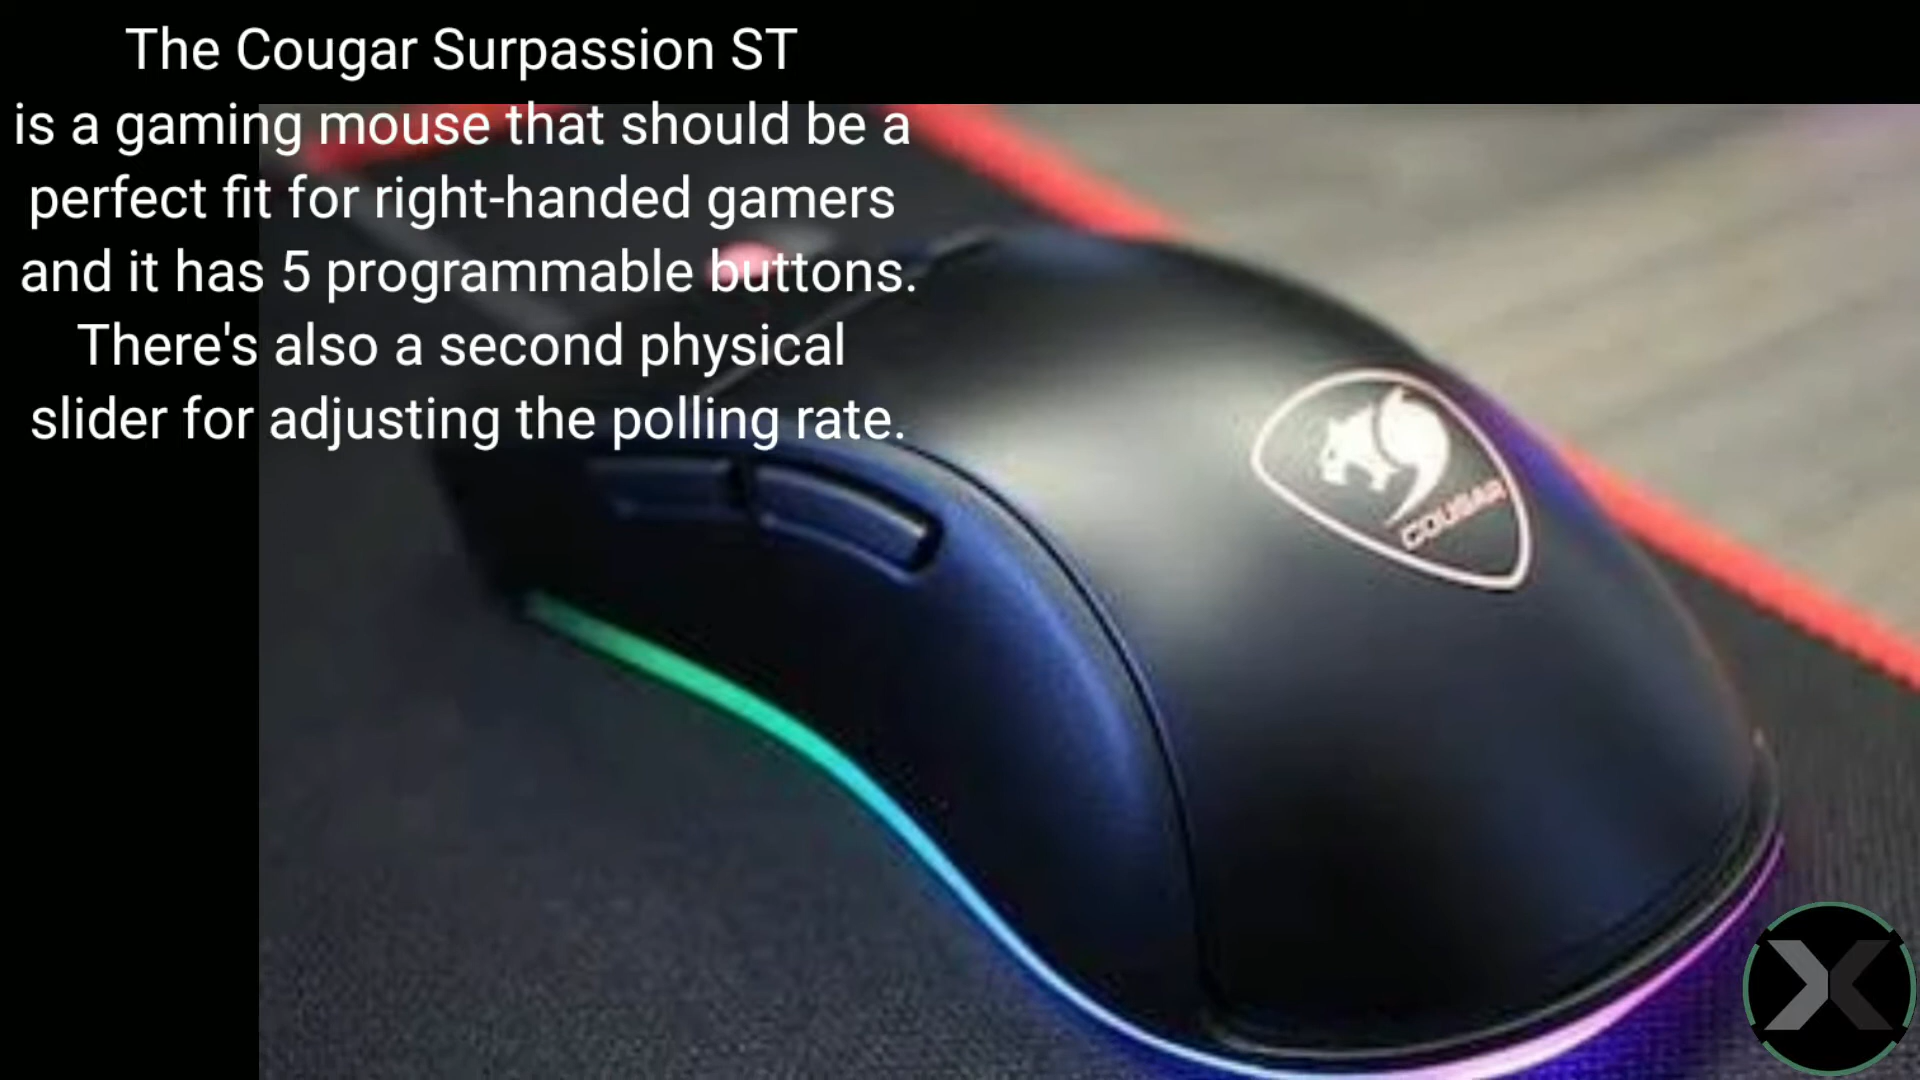 The Cougar Surpassion ST
is a gaming mouse that should be a
perfect fit for right-handed gamers
and it has 5 programmable buttons.
There's also a second physical
slider for adjusting the polling rate.
COUGAR
X